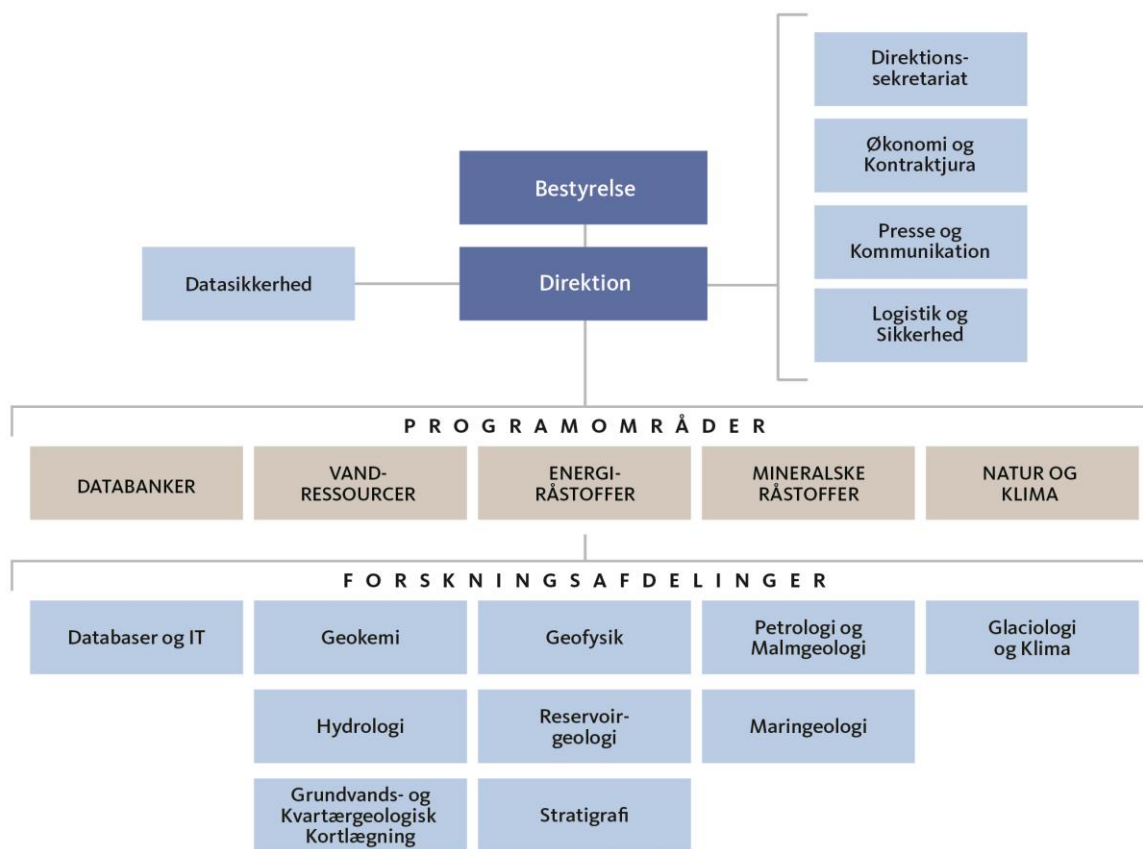 Direktions-
sekretariat
Økonomi og
Kontraktjura
Bestyrelse
Presse og
Kommunikation
Datasikkerhed
Direktion
Logistik og
Sikkerhed
PROGRAMOMRÅDER
DATABANKER
VAND-
RESSOURCER
ENERGI-
RÅSTOFFER
MINERALSKE
RÅSTOFFER
NATUR OG
KLIMA
FORSKNINGSAFDELINGER
Databaser og IT
Geokemi
Geofysik
Petrologi og
Malmgeologi
Glaciologi
og Klima
Hydrologi
Reservoir-
geologi
Maringeologi
Grundvands- og
Kvartærgeologisk
Kortlægning
Stratigrafi